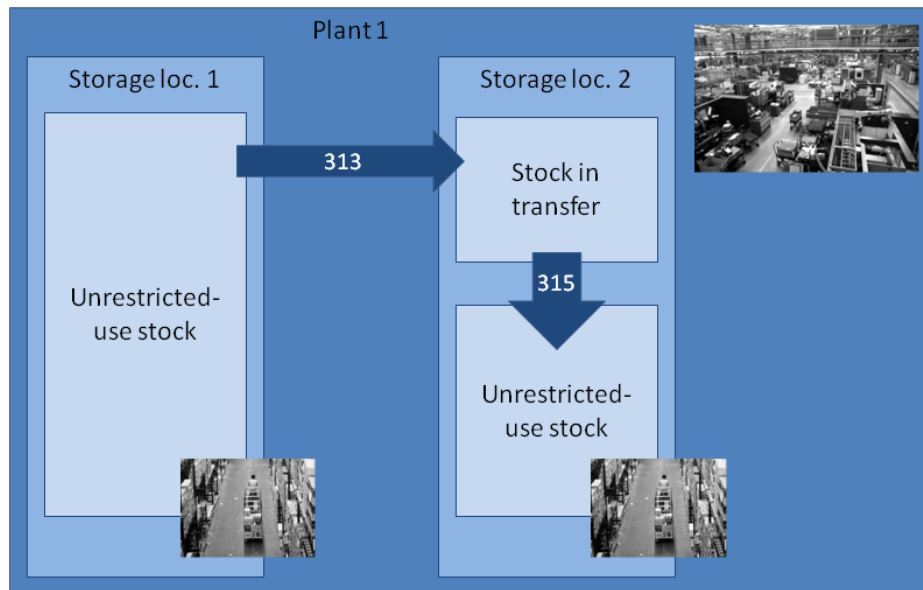 Plant 1
Storage loc. 1
Storage loc. 2
313
Stock in
transfer
315
Unrestricted-
use stock
Unrestricted-
use stock